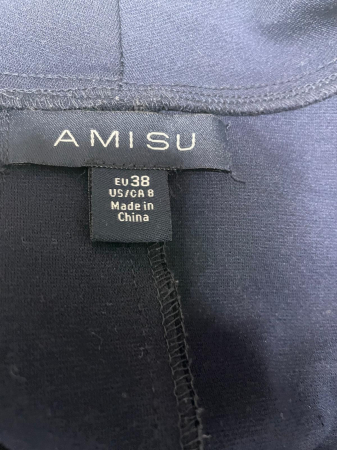 AMISU
EU 38
US/CA 8
Made in
China